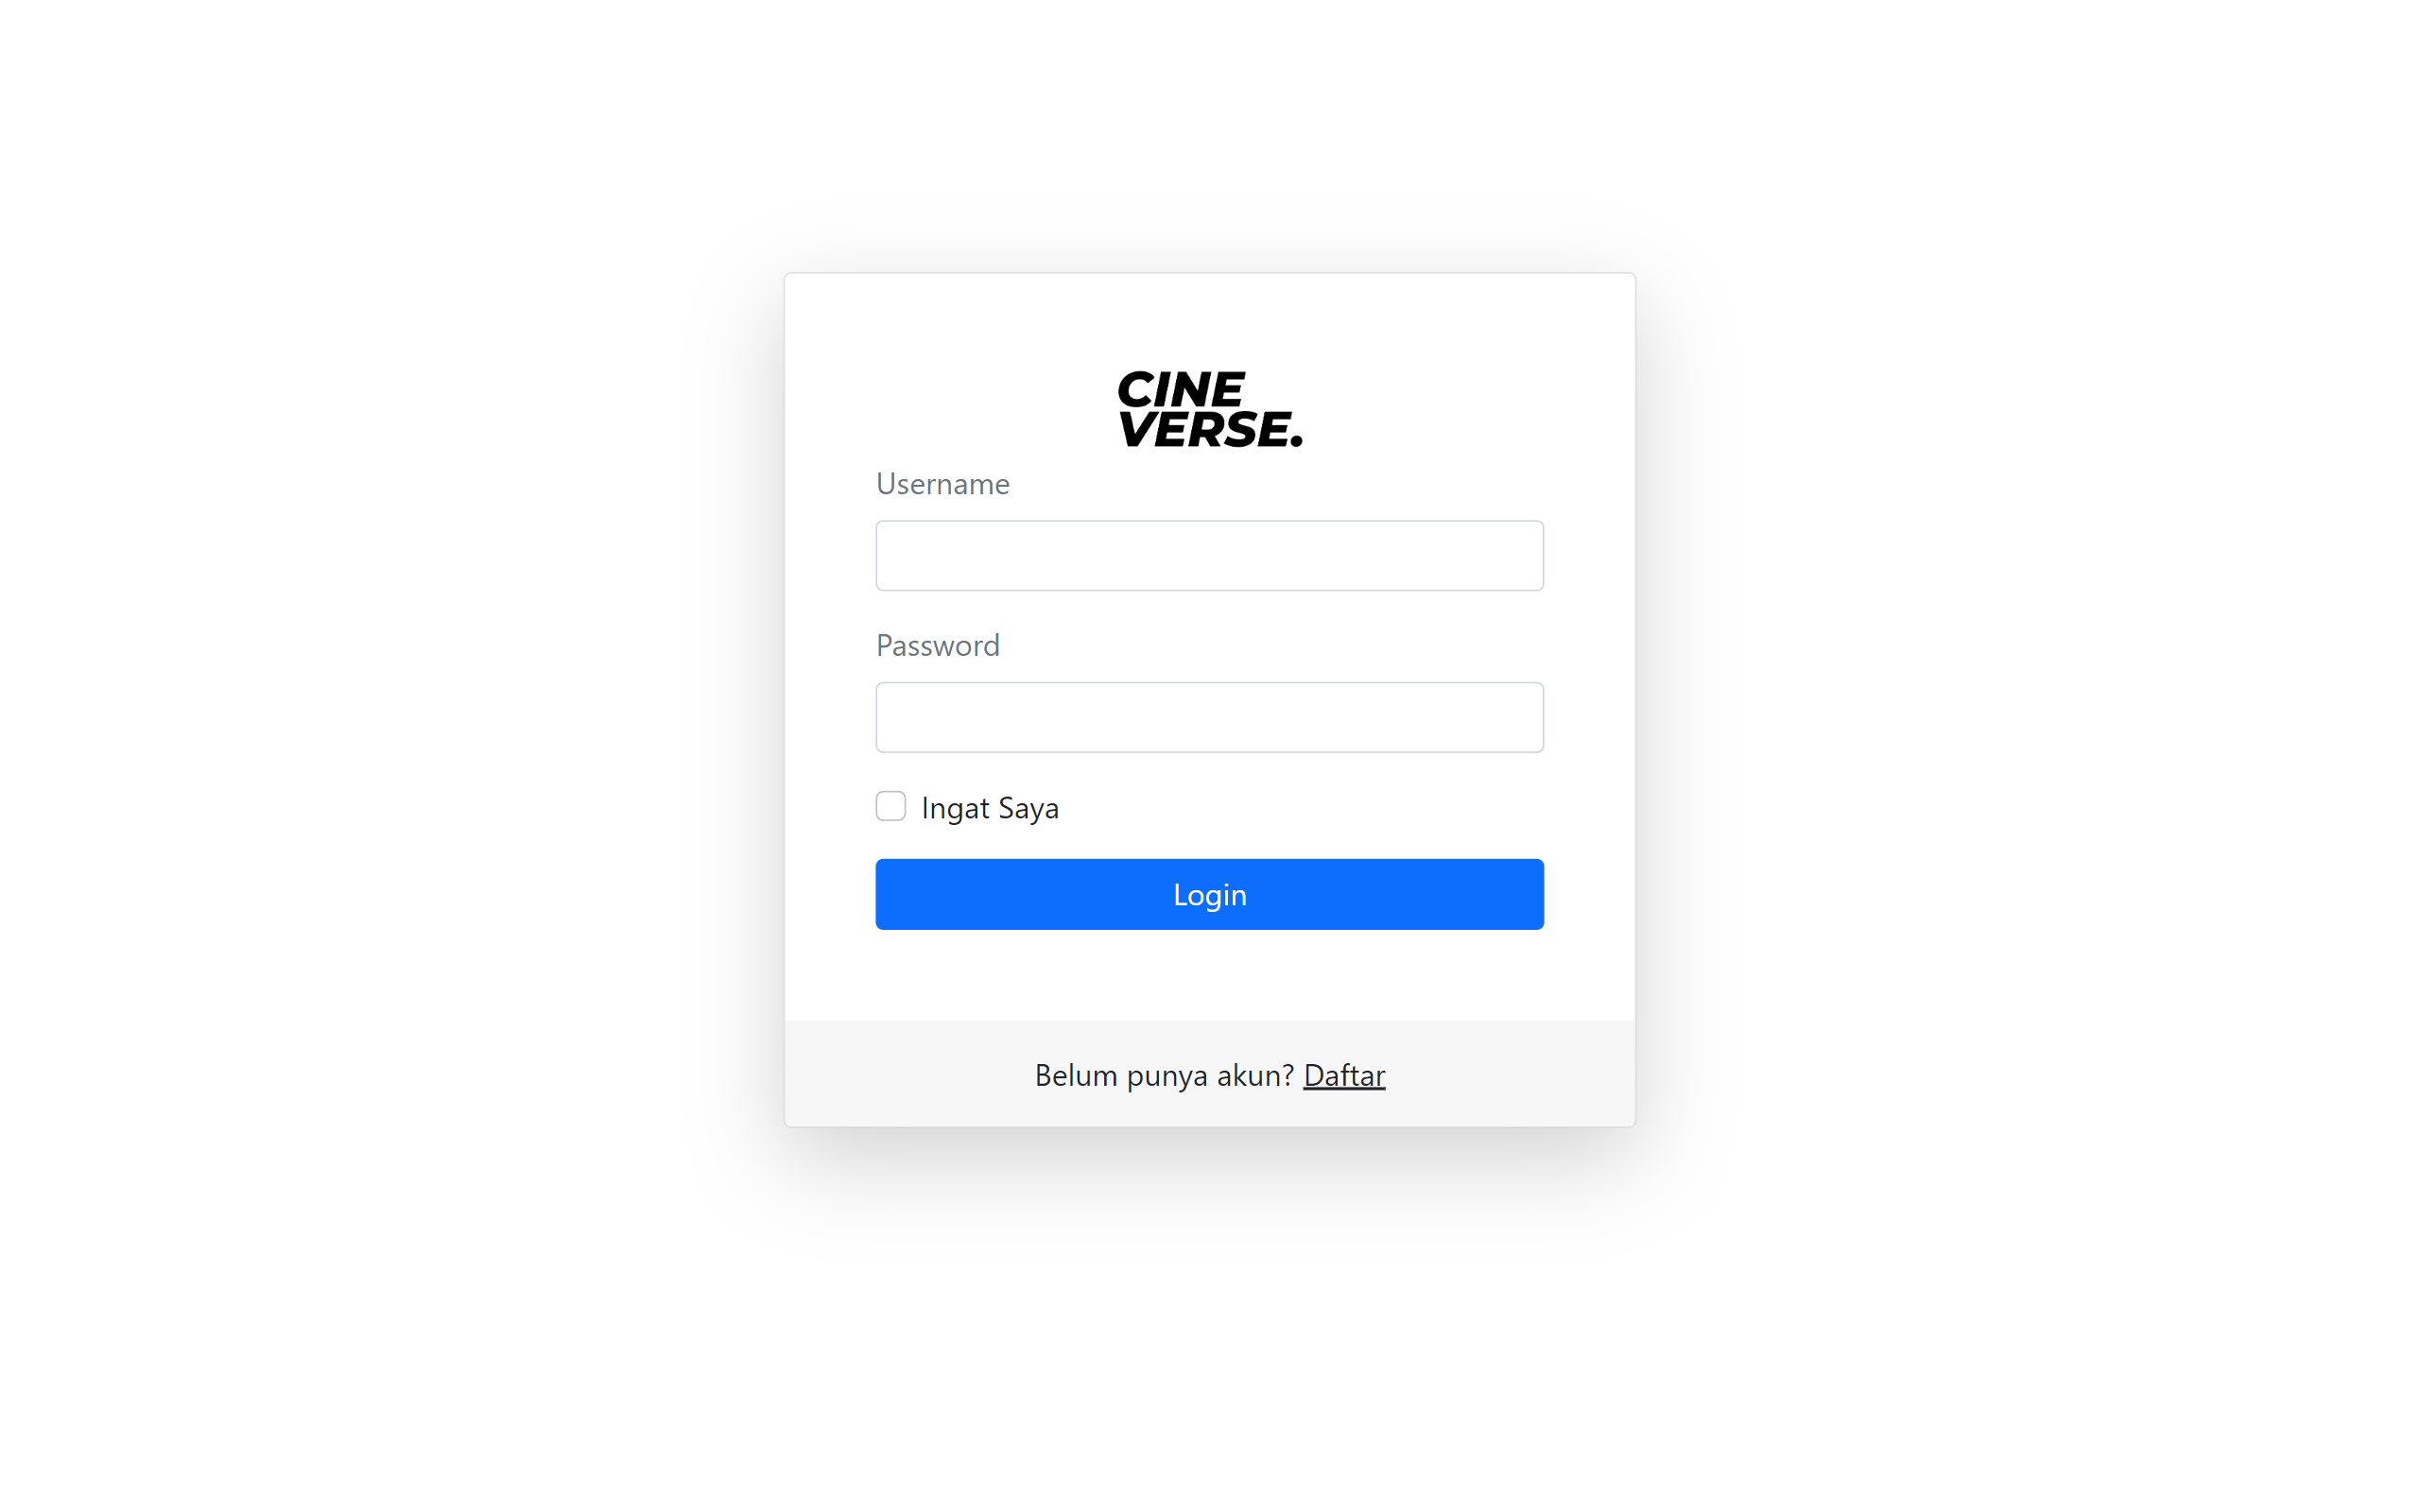 CINE
VERSE.
Username
Password
Ingat Saya
Login
Belum punya akun? Daftar